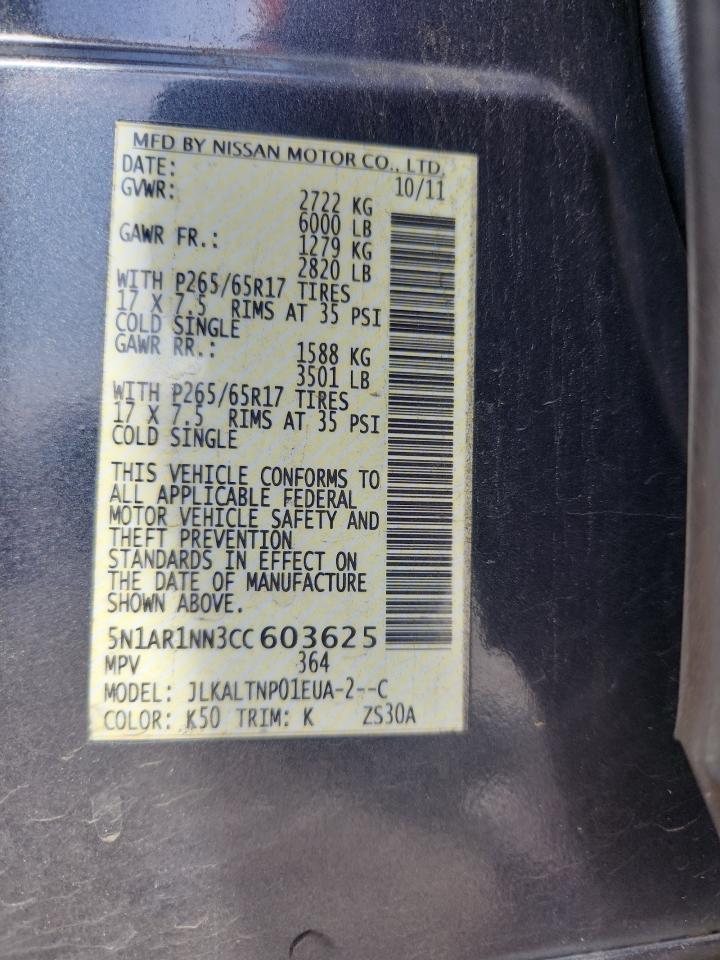 MFD BY NISSAN MOTOR CO., LTD.
DATE: 10/11
GVWR: 2722 KG
6000 LB
GAWR FR.: 1279 KG
2820 LB
WITH P265/65R17 TIRES
17 X 7.5 RIMS AT 35 PSI
COLD SINGLE
GAWR RR.: 1588 KG
3501 LB
WITH P265/65R17 TIRES
17 X 7.5 RIMS AT 35 PSI
COLD SINGLE
THIS VEHICLE CONFORMS TO
ALL APPLICABLE FEDERAL
MOTOR VEHICLE SAFETY AND
THEFT PREVENTION
STANDARDS IN EFFECT ON
THE DATE OF MANUFACTURE
SHOWN ABOVE.
5N1AR1NN3CC603625
MPV 364
MODEL: JLKALTNP01EUA-2--C
COLOR: K50 TRIM: K ZS30A